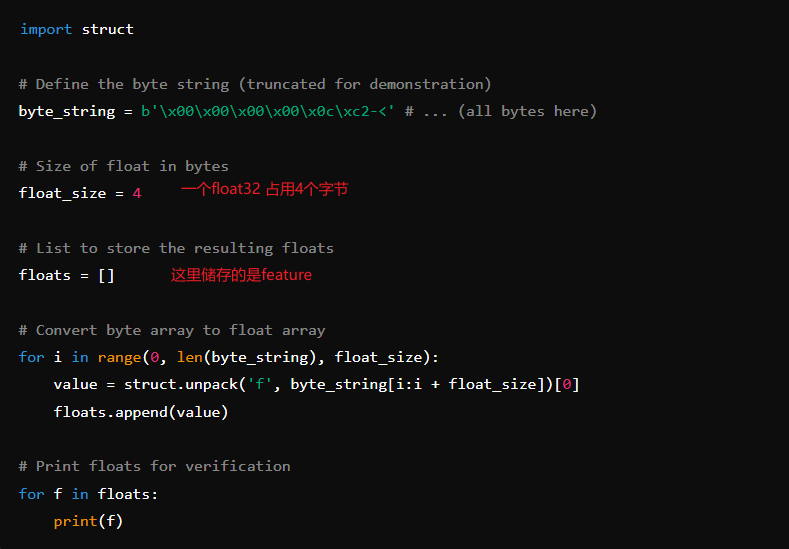 import struct
# Define the byte string (truncated for demonstration)
byte_string = b'\x00\x00\x00\x00\x0c\xc2-<' # ... (all bytes here)
# Size of float in bytes
float_size = 4 一个float32 占用4个字节
# List to store the resulting floats
floats = [] 这里储存的是feature
# Convert byte array to float array
for i in range(0, len(byte_string), float_size):
    value = struct.unpack('f', byte_string[i:i + float_size])[0]
    floats.append(value)
# Print floats for verification
for f in floats:
    print(f)